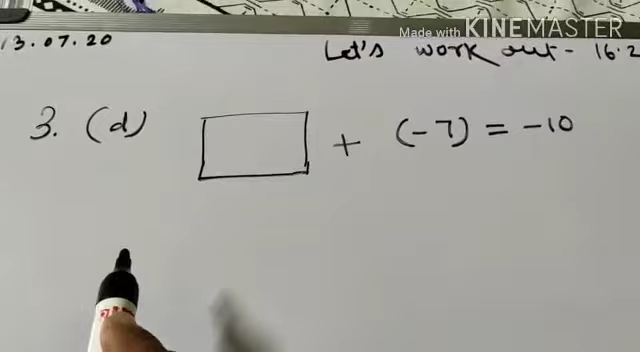 Made with KINEMASTER
13.07.20
Let's work out - 16.2
3. (d) + (-7) = -10